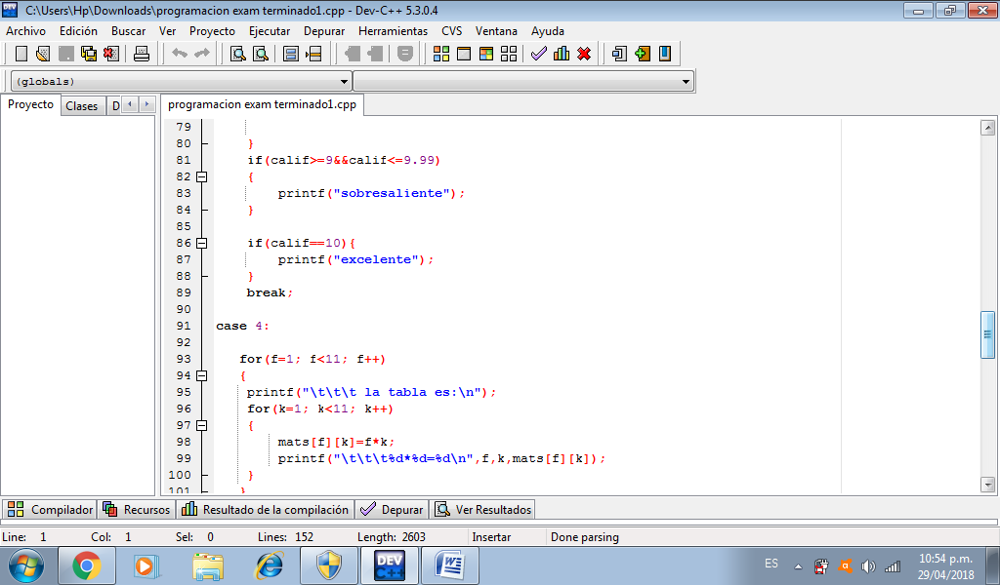 C:\Users\Hp\Downloads\programacion exam terminado1.cpp - Dev-C++ 5.3.0.4
Archivo Edición Buscar Ver Proyecto Ejecutar Depurar Herramientas CVS Ventana Ayuda
(globals)
Proyecto Clases D
programacion exam terminado1.cpp
79
80 }
81 if(calif>=9&&calif<=9.99)
82 {
83 printf("sobresaliente");
84 }
85
86 if(calif==10){
87 printf("excelente");
88 }
89 break;
90
91 case 4:
92
93 for(f=1; f<11; f++)
94 {
95 printf("\t\t\t la tabla es:\n");
96 for(k=1; k<11; k++)
97 {
98 mats[f][k]=f*k;
99 printf("\t\t\t%d*%d=%d\n",f,k,mats[f][k]);
100 }
101 }
Compilador Recursos Resultado de la compilación Depurar Ver Resultados
Line: 1 Col: 1 Sel: 0 Lines: 152 Length: 2603 Insertar Done parsing
DEV C++
ES
10:54 p.m.
29/04/2018